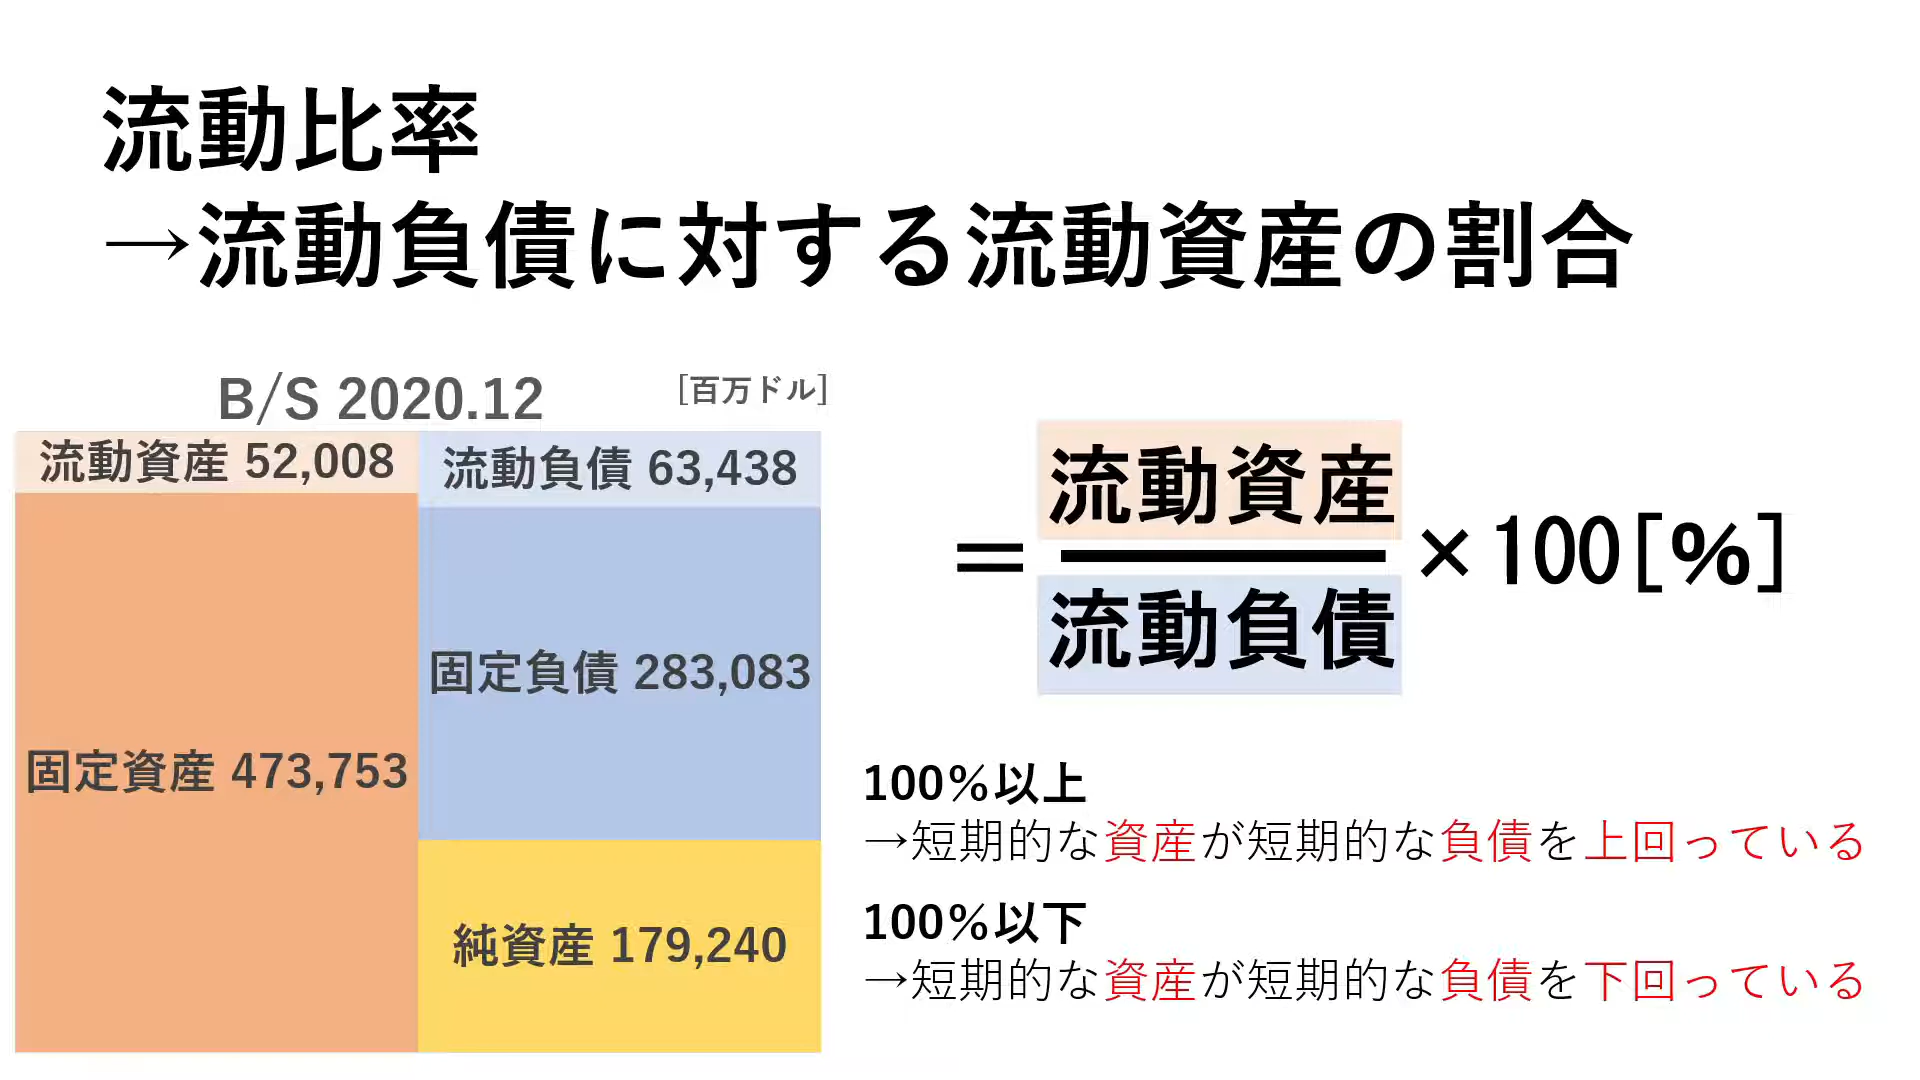 流動比率
→流動負債に対する流動資産の割合
B/S 2020.12
[百万ドル]
流動資産 52,008
流動負債 63,438
固定負債 283,083
固定資産 473,753
純資産 179,240
=
流動資産
流動負債
×100[%]
100%以上
→短期的な資産が短期的な負債を上回っている
100%以下
→短期的な資産が短期的な負債を下回っている